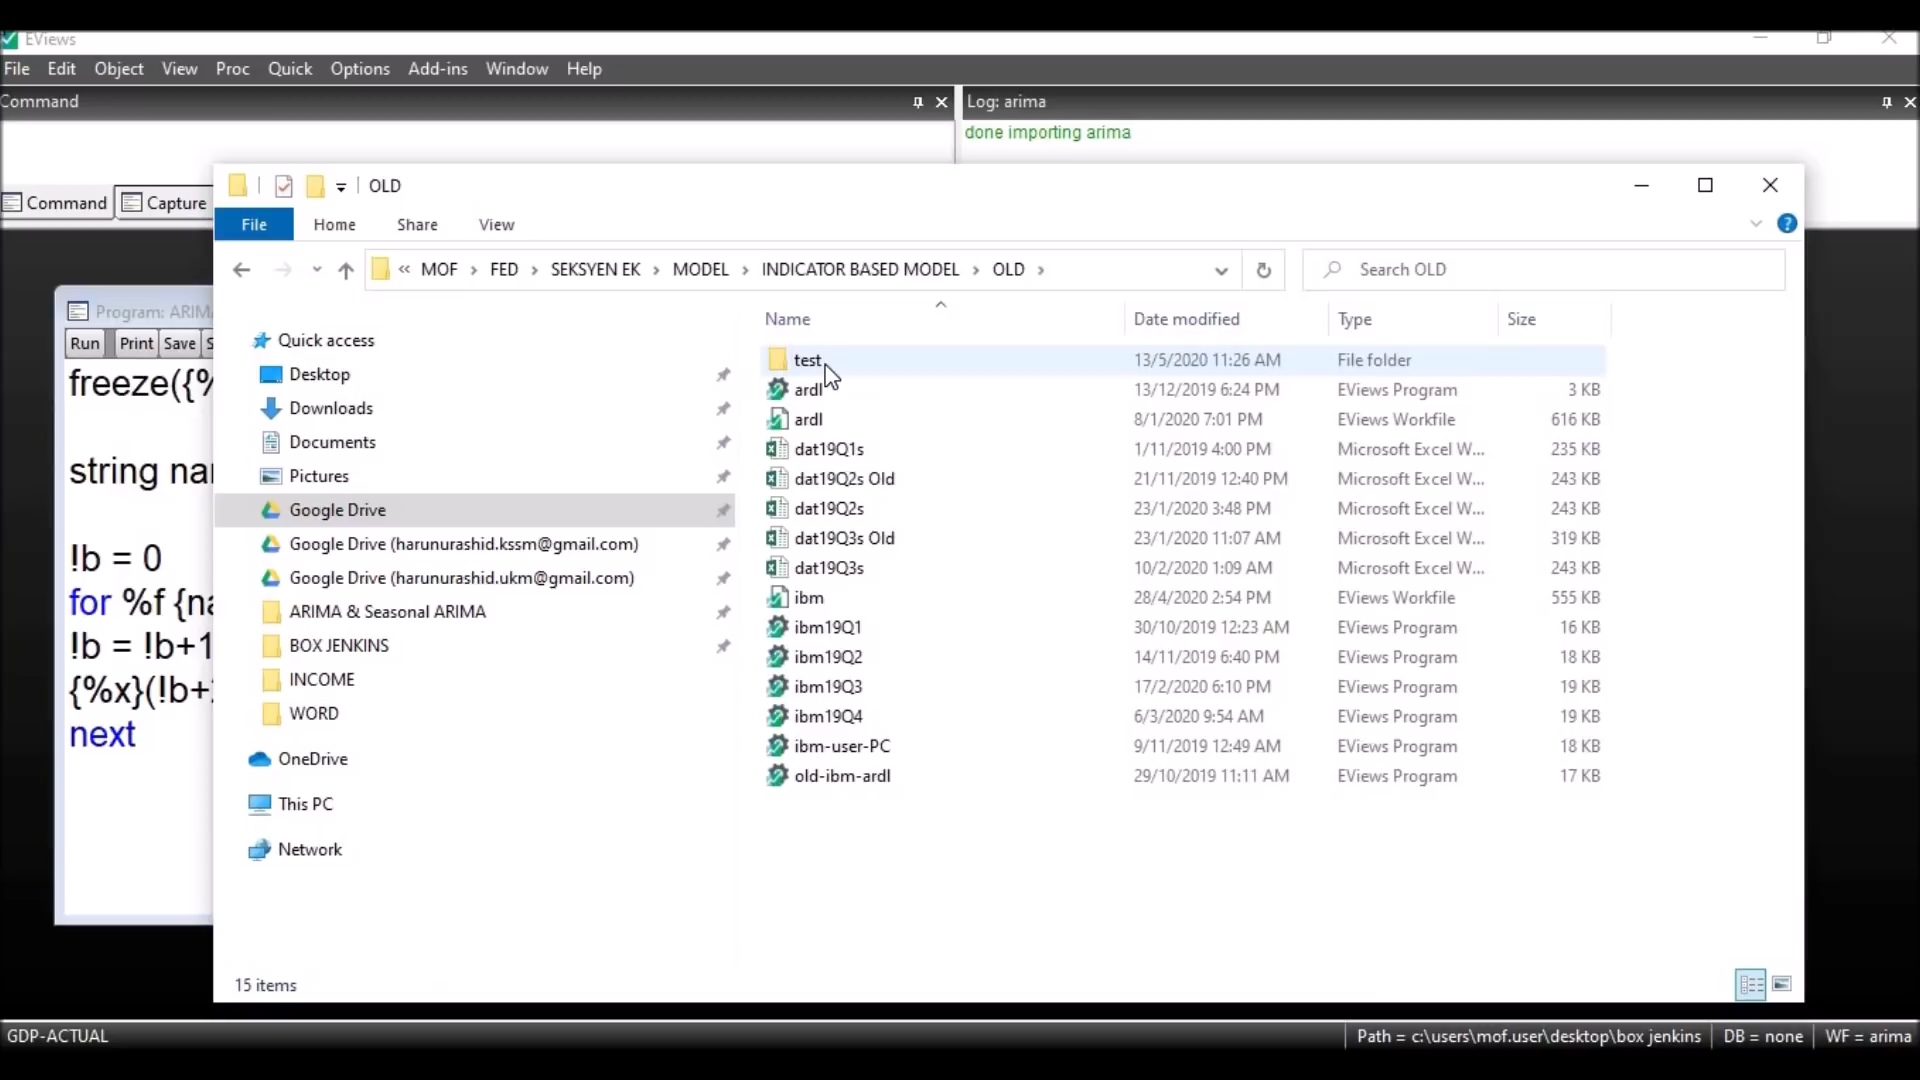 EViews
File Edit Object View Proc Quick Options Add-ins Window Help
Command
Log: arima
done importing arima
Command Capture
OLD
File Home Share View
« MOF › FED › SEKSYEN EK › MODEL › INDICATOR BASED MODEL › OLD ›
Search OLD
Program: ARIM
Run Print Save S
freeze({%
string nar
!b = 0
for %f {na
!b = !b+1
{%x}(!b+
next
Quick access
Desktop
Downloads
Documents
Pictures
Google Drive
Google Drive (harunurashid.kssm@gmail.com)
Google Drive (harunurashid.ukm@gmail.com)
ARIMA & Seasonal ARIMA
BOX JENKINS
INCOME
WORD
OneDrive
This PC
Network
Name Date modified Type Size
test 13/5/2020 11:26 AM File folder
ardl 13/12/2019 6:24 PM EViews Program 3 KB
ardl 8/1/2020 7:01 PM EViews Workfile 616 KB
dat19Q1s 1/11/2019 4:00 PM Microsoft Excel W... 235 KB
dat19Q2s Old 21/11/2019 12:40 PM Microsoft Excel W... 243 KB
dat19Q2s 23/1/2020 3:48 PM Microsoft Excel W... 243 KB
dat19Q3s Old 23/1/2020 11:07 AM Microsoft Excel W... 319 KB
dat19Q3s 10/2/2020 1:09 AM Microsoft Excel W... 243 KB
ibm 28/4/2020 2:54 PM EViews Workfile 555 KB
ibm19Q1 30/10/2019 12:23 AM EViews Program 16 KB
ibm19Q2 14/11/2019 6:40 PM EViews Program 18 KB
ibm19Q3 17/2/2020 6:10 PM EViews Program 19 KB
ibm19Q4 6/3/2020 9:54 AM EViews Program 19 KB
ibm-user-PC 9/11/2019 12:49 AM EViews Program 18 KB
old-ibm-ardl 29/10/2019 11:11 AM EViews Program 17 KB
15 items
GDP-ACTUAL
Path = c:\users\mof.user\desktop\box jenkins DB = none WF = arima